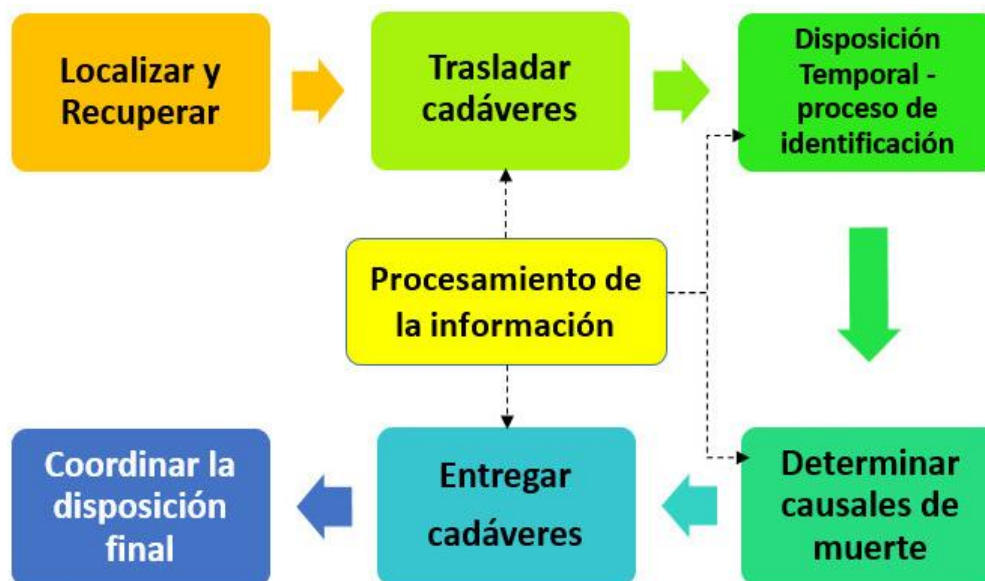 Localizar y
Recuperar
Trasladar
cadáveres
Disposición
Temporal -
proceso de
identificación
Procesamiento de
la información
Coordinar la
disposición
final
Entregar
cadáveres
Determinar
causales de
muerte